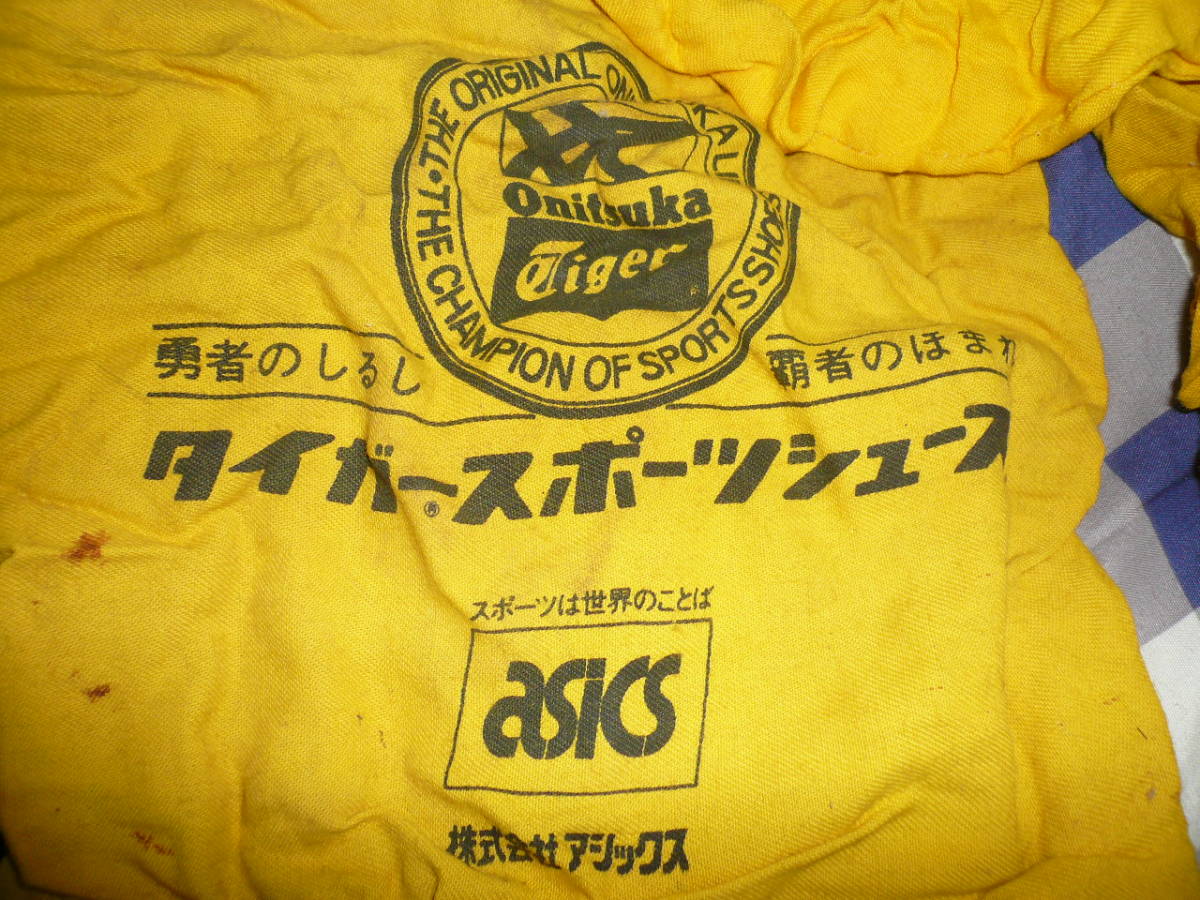 •THE ORIGINAL
•THE CHAMPION OF SPORTS SHOES
Onitsuka
Tiger
勇者のしるし
覇者のほまれ
タイガースポーツシューズ
スポーツは世界のことば
asics
株式会社アシックス